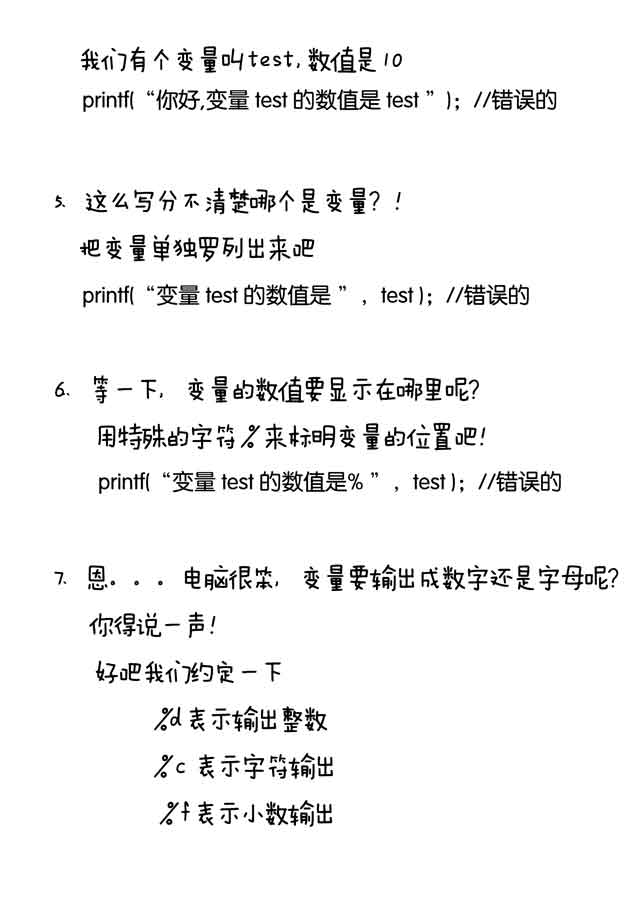 我们有个变量叫test,数值是10
printf(“你好,变量 test 的数值是 test ”); //错误的
5. 这么写分不清楚哪个是变量?!
把变量单独罗列出来吧
printf(“变量 test 的数值是 ”, test ); //错误的
6. 等一下, 变量的数值要显示在哪里呢?
用特殊的字符%来标明变量的位置吧!
printf(“变量 test 的数值是% ”, test ); //错误的
7. 恩。。。电脑很笨, 变量要输出成数字还是字母呢?
你得说一声!
好吧我们约定一下
%d 表示输出整数
%c 表示字符输出
%f 表示小数输出